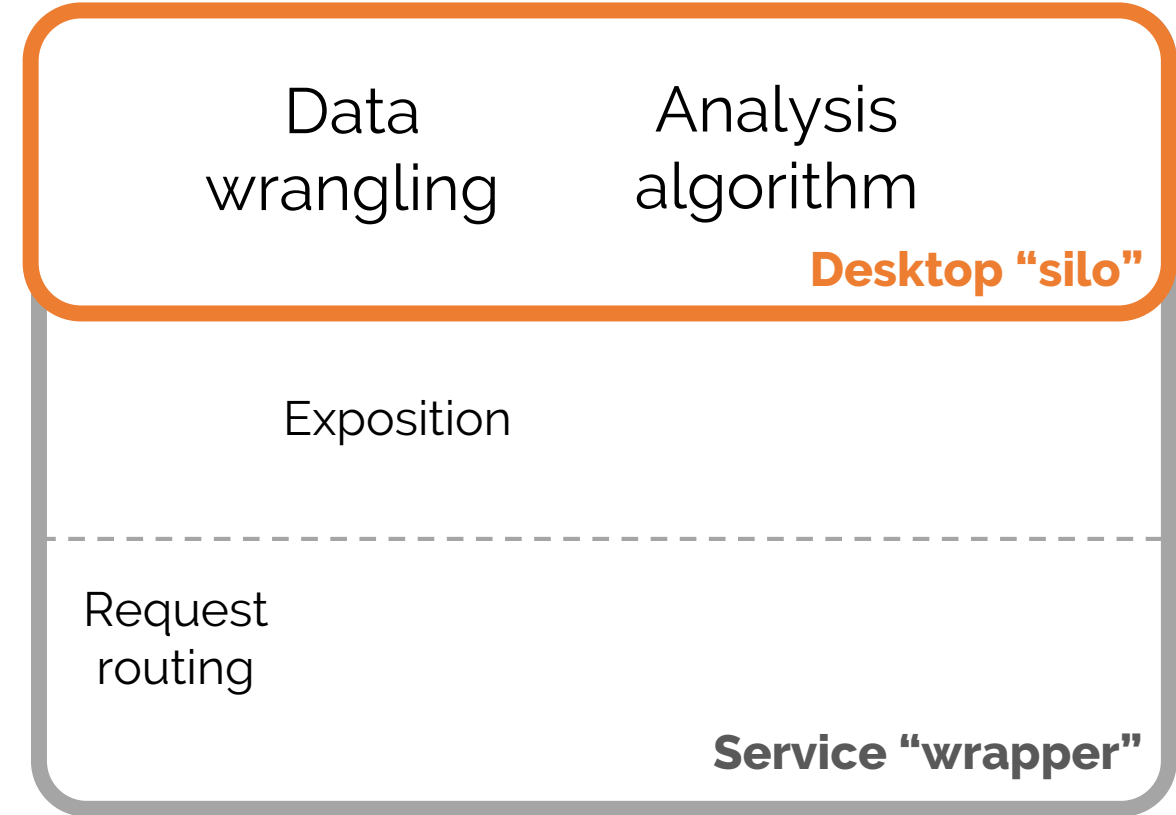 Data
wrangling
Analysis
algorithm
Desktop “silo”
Exposition
Request
routing
Service “wrapper”